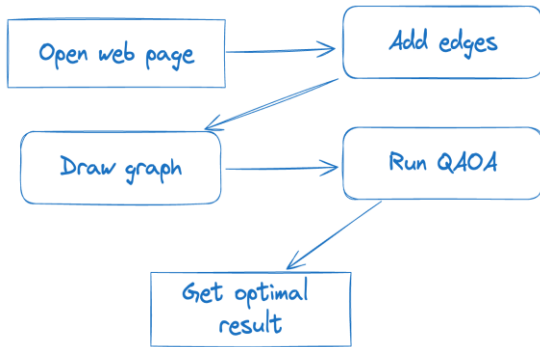 Open web page
Add edges
Draw graph
Run QAOA
Get optimal
result